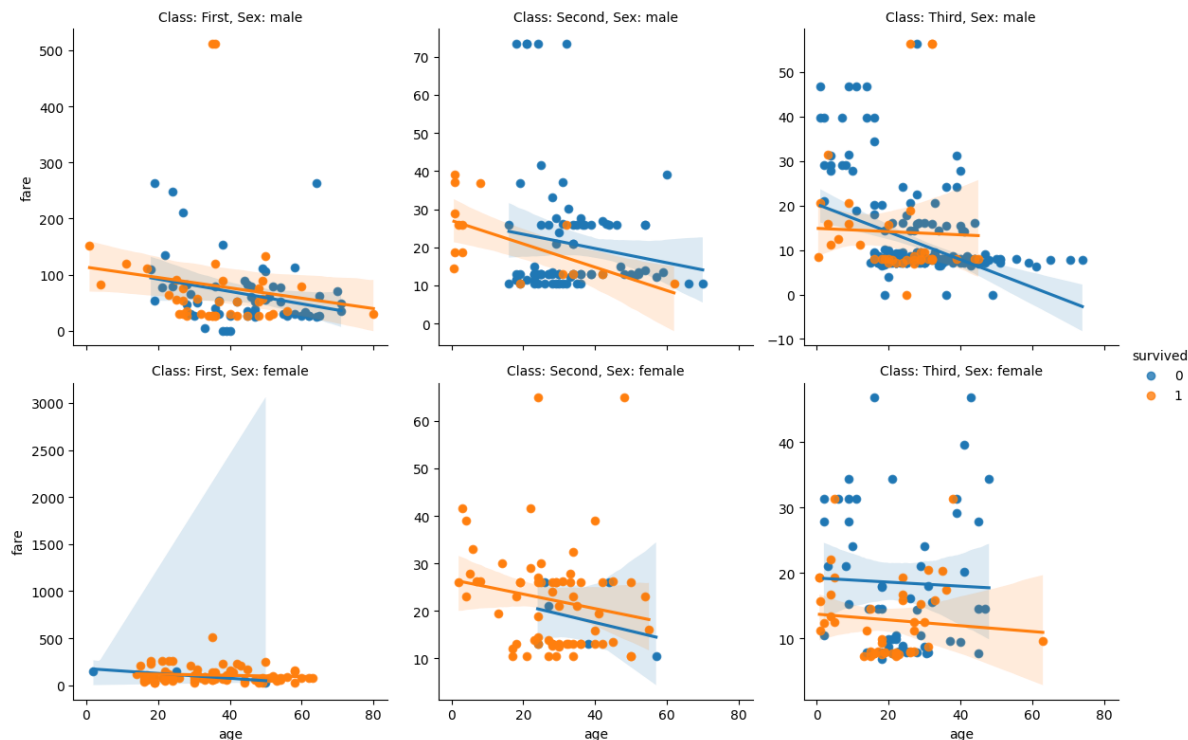 Class: First, Sex: male
Class: Second, Sex: male
Class: Third, Sex: male
500
400
300
200
100
0
fare
70
60
50
40
30
20
10
0
50
40
30
20
10
0
−10
survived
0
1
Class: First, Sex: female
Class: Second, Sex: female
Class: Third, Sex: female
3000
2500
2000
1500
1000
500
0
fare
60
50
40
30
20
10
40
30
20
10
0 20 40 60 80
0 20 40 60 80
0 20 40 60 80
age
age
age